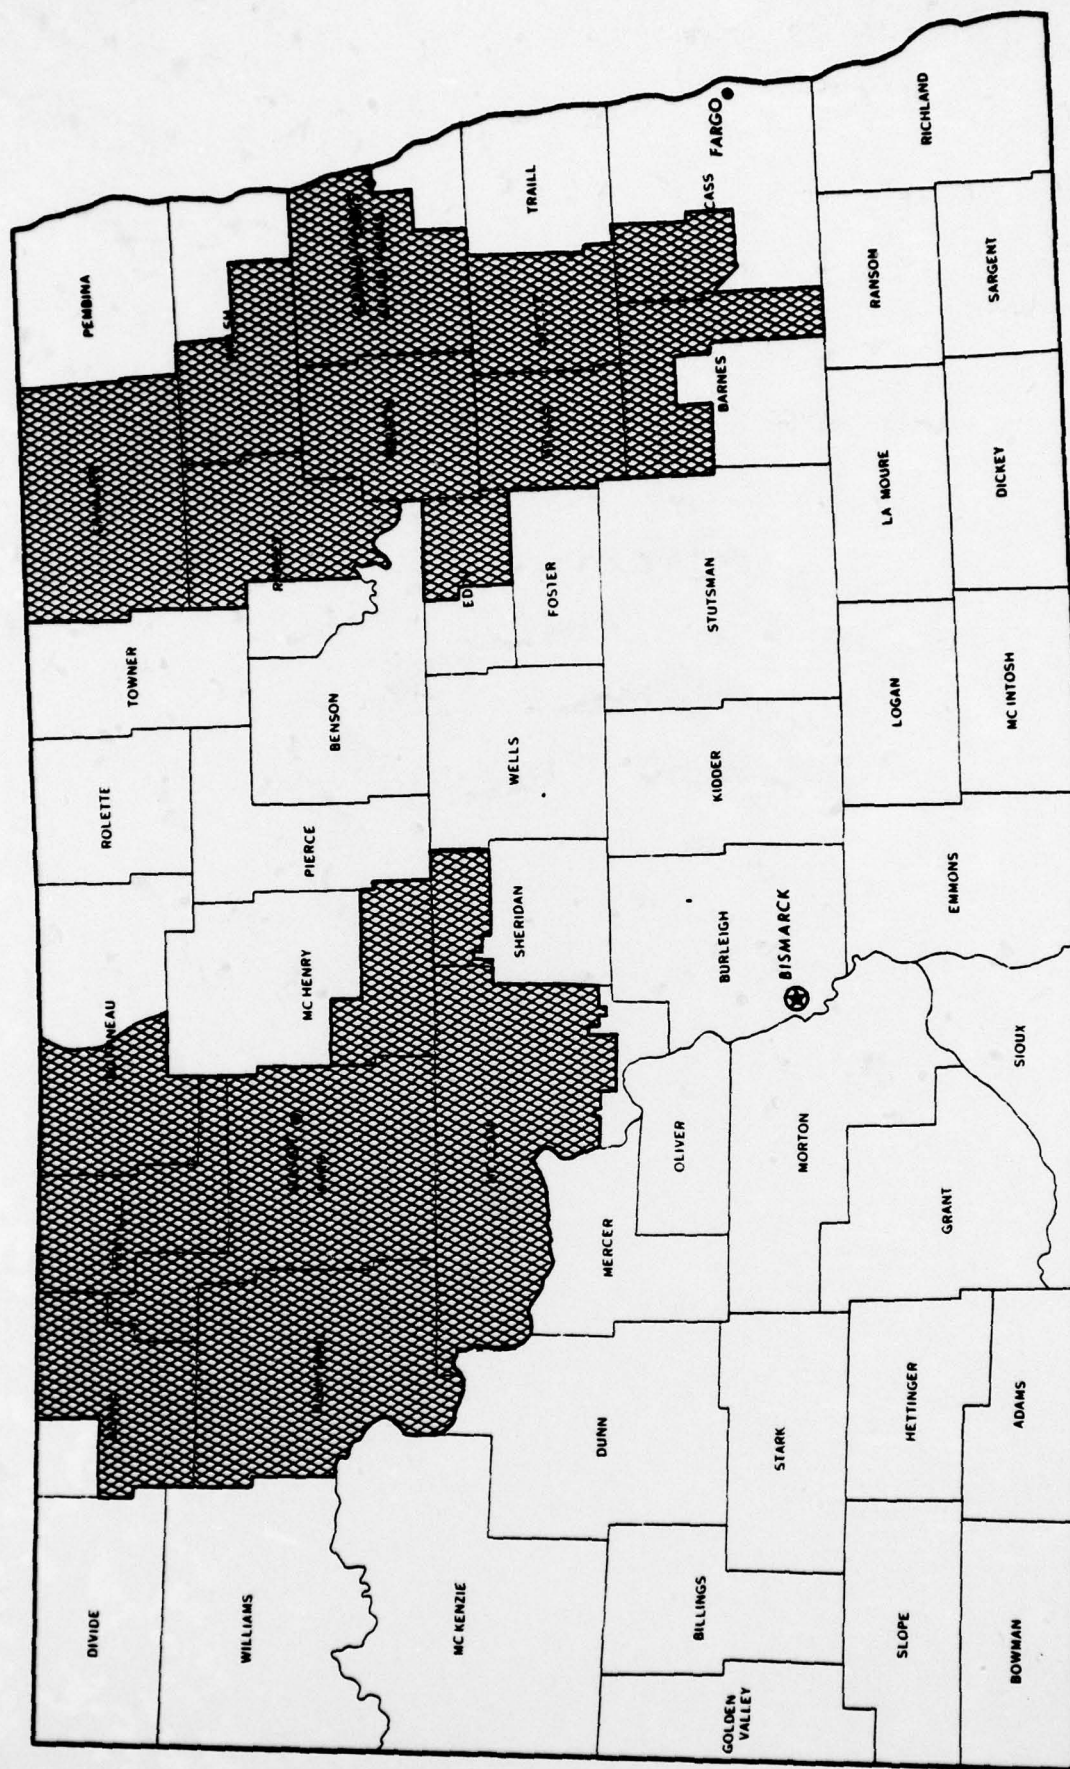 DIVIDE
WILLIAMS
MC KENZIE
GOLDEN
VALLEY
BILLINGS
SLOPE
BOWMAN
DUNN
STARK
HETTINGER
ADAMS
MERCER
OLIVER
MORTON
GRANT
SIOUX
MC HENRY
SHERIDAN
BURLEIGH
BISMARCK
EMMONS
ROLETTE
PIERCE
WELLS
KIDDER
LOGAN
MC INTOSH
TOWNER
BENSON
FOSTER
STUTSMAN
LA MOURE
DICKEY
PEMBINA
TRAILL
BARNES
CASS
FARGO
RANSOM
SARGENT
RICHLAND